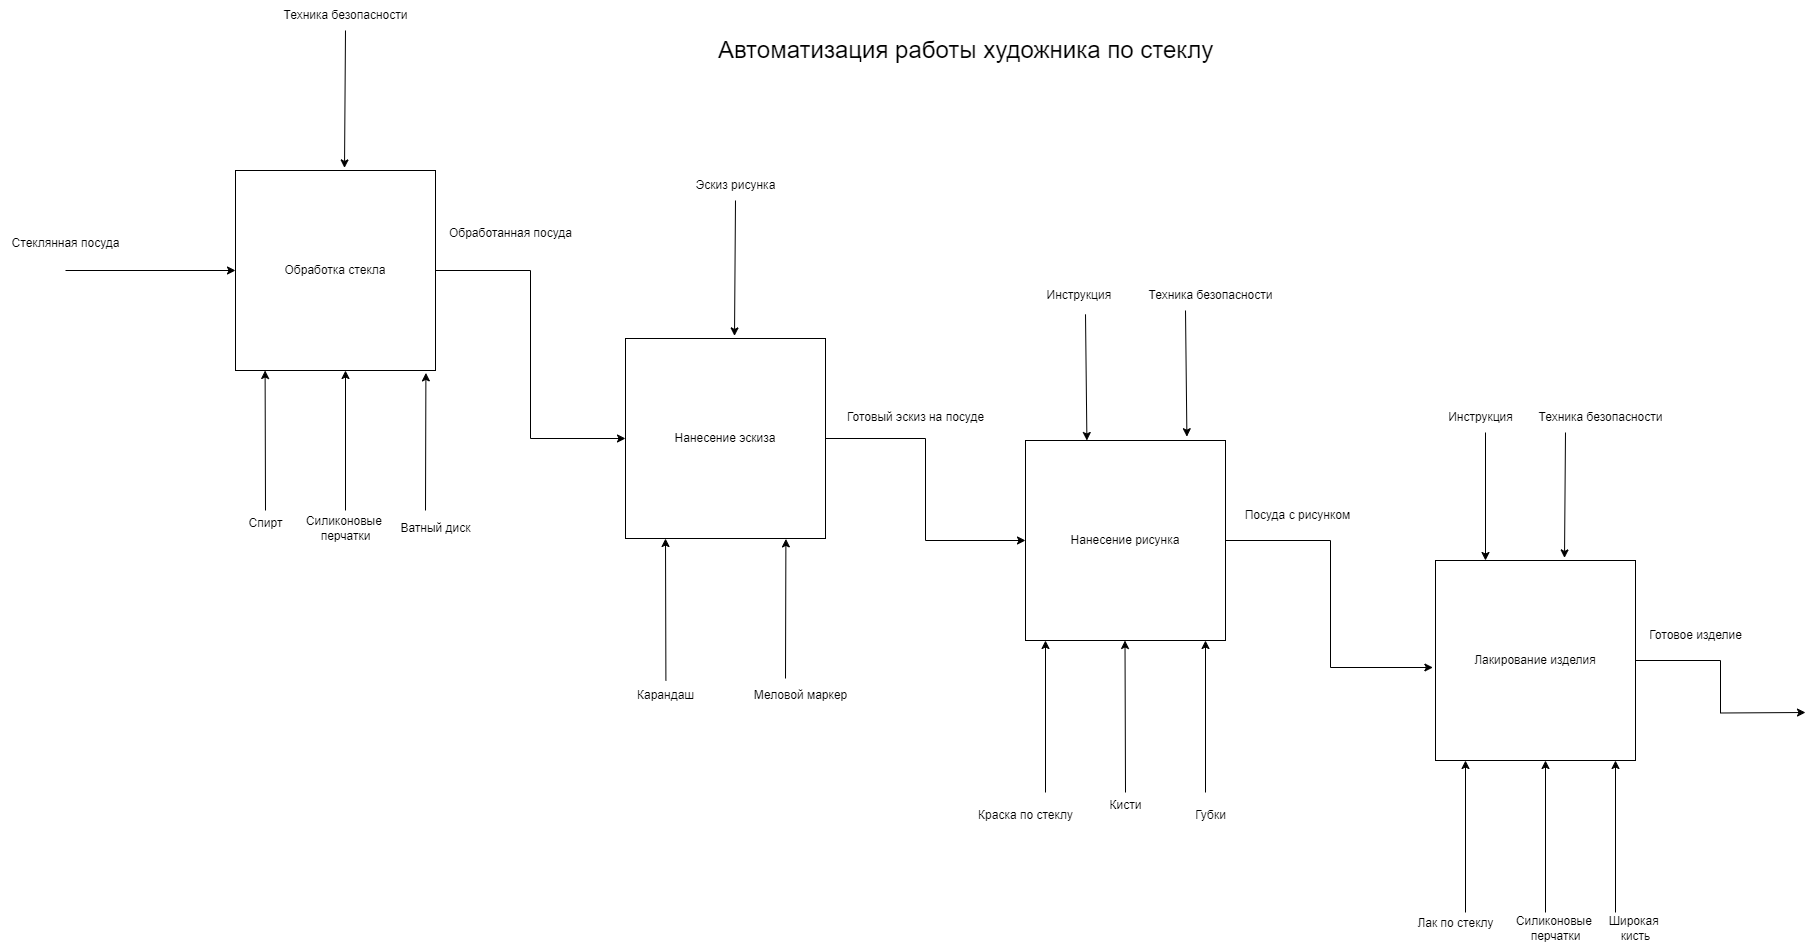 Техника безопасности
Автоматизация работы художника по стеклу
Эскиз рисунка
Стеклянная посуда
Обработанная посуда
Обработка стекла
Инструкция
Техника безопасности
Готовый эскиз на посуде
Инструкция
Техника безопасности
Нанесение эскиза
Спирт
Силиконовые
перчатки
Ватный диск
Посуда с рисунком
Нанесение рисунка
Готовое изделие
Лакирование изделия
Карандаш
Меловой маркер
Краска по стеклу
Кисти
Губки
Лак по стеклу
Силиконовые
перчатки
Широкая
кисть